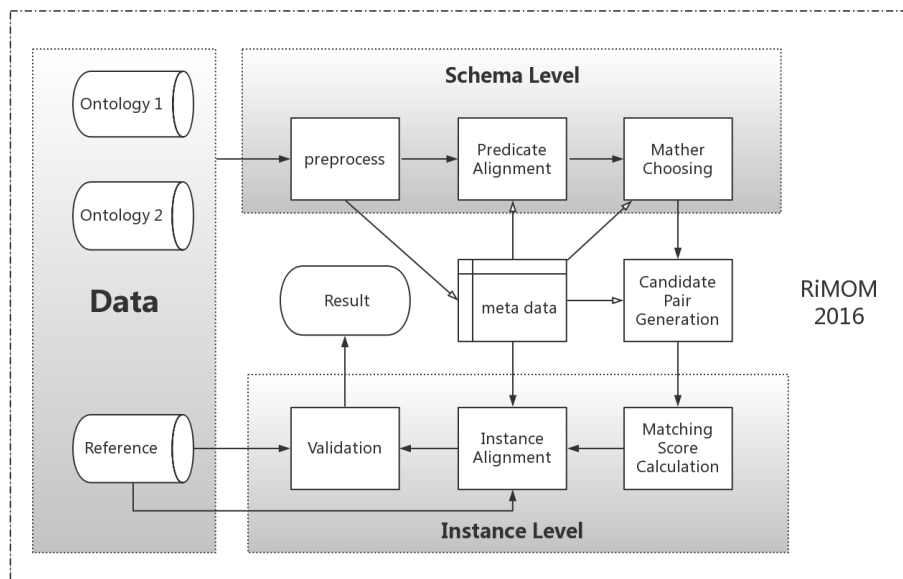 Schema Level
Ontology 1
preprocess
Predicate
Alignment
Mather
Choosing
Ontology 2
Data
Result
meta data
Candidate
Pair
Generation
RiMOM
2016
Reference
Validation
Instance
Alignment
Matching
Score
Calculation
Instance Level